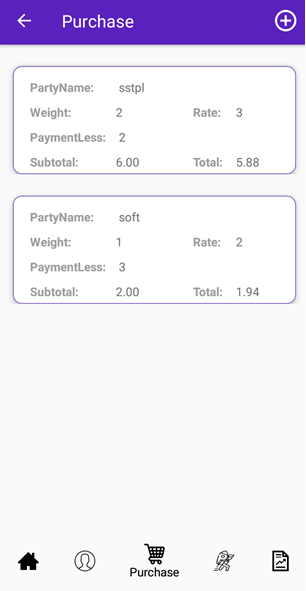 Purchase
PartyName: sstpl
Weight: 2 Rate: 3
PaymentLess: 2
Subtotal: 6.00 Total: 5.88
PartyName: soft
Weight: 1 Rate: 2
PaymentLess: 3
Subtotal: 2.00 Total: 1.94
Purchase